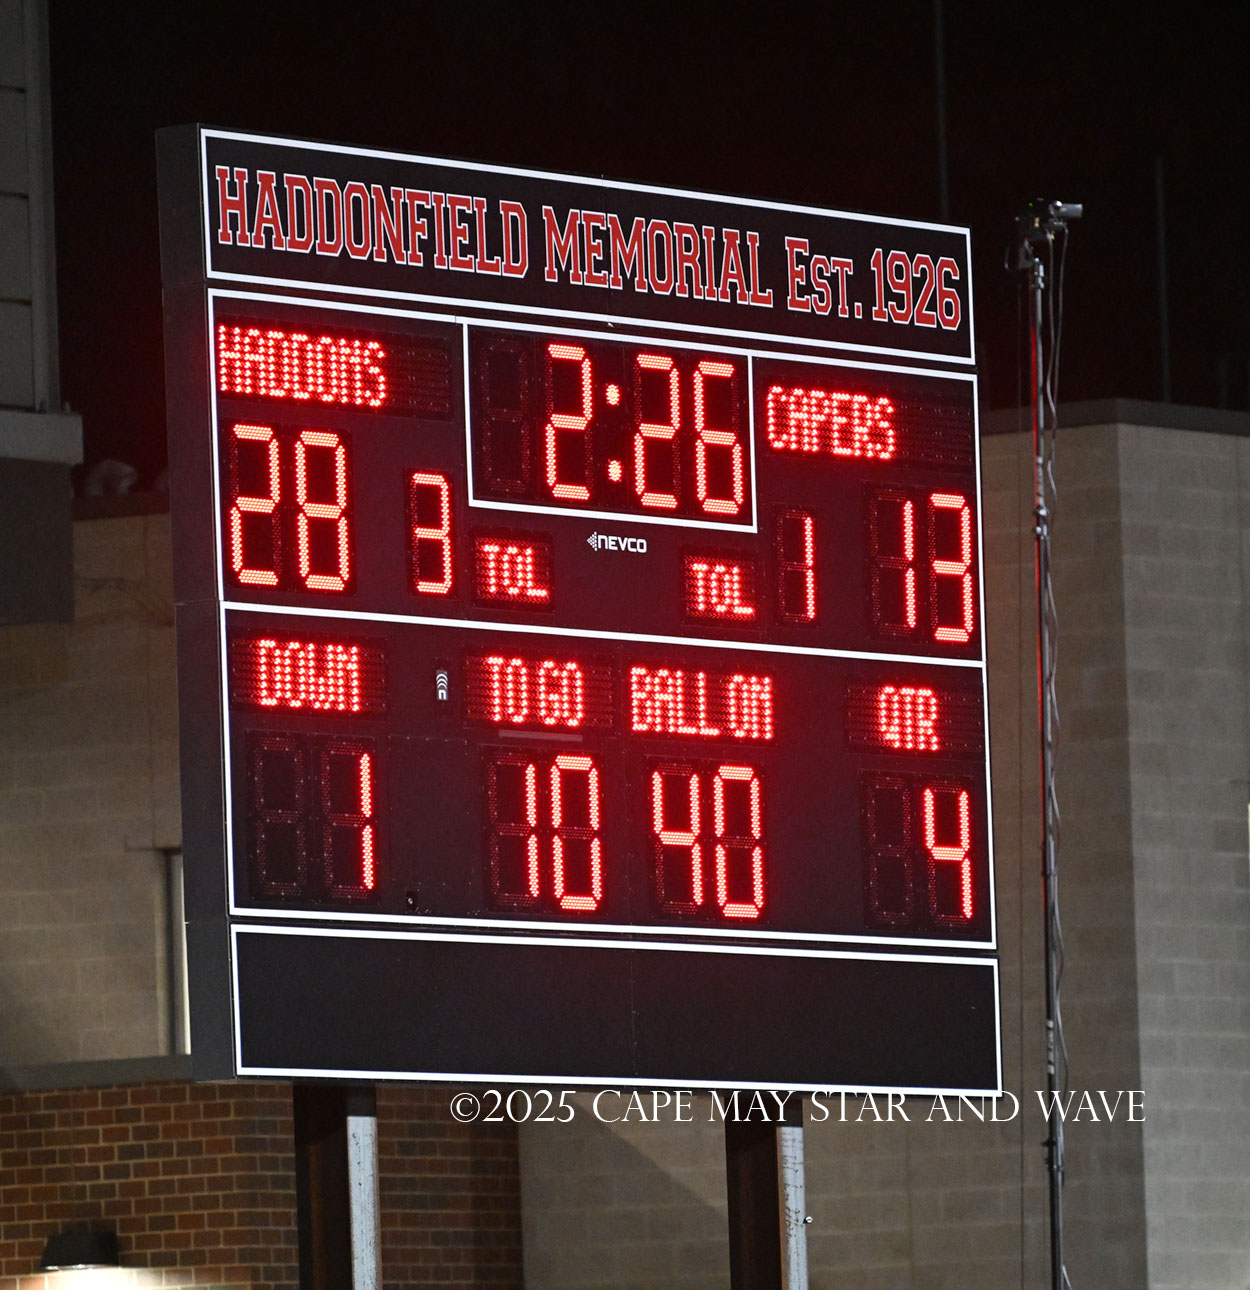 HADDONFIELD MEMORIAL EST. 1926
HADDONS 2:26 CAPERS
28 3 TOL NEVCO TOL 1 13
DOWN TO GO BALL ON QTR
1 10 40 4
©2025 CAPE MAY STAR AND WAVE